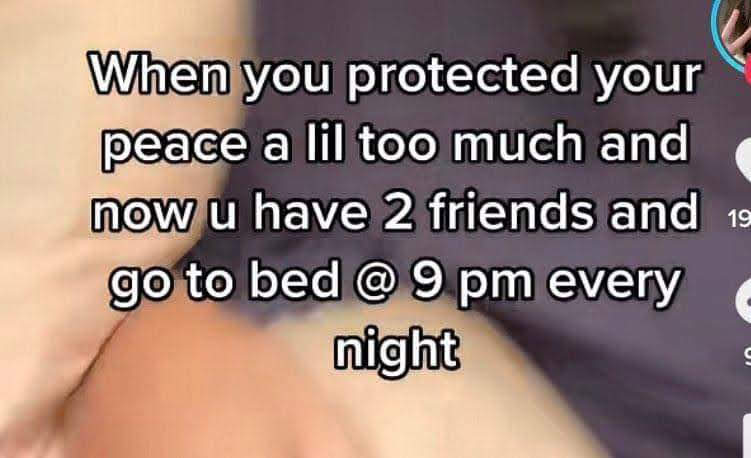 When you protected your
peace a lil too much and
now u have 2 friends and
go to bed @ 9 pm every
night
19